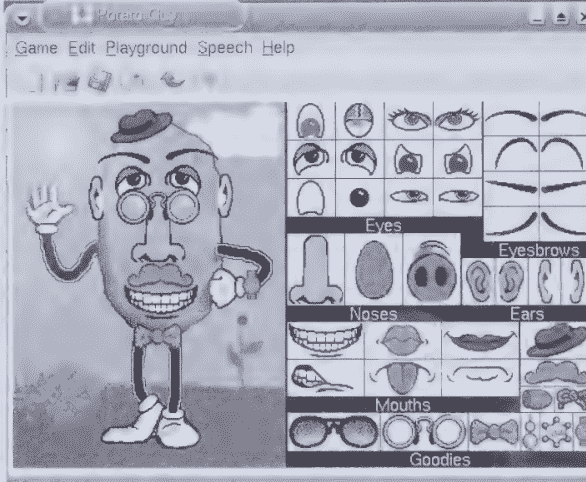 Potato Guy
Game Edit Playground Speech Help
Eyes
Eyesbrows
Noses
Ears
Mouths
Goodies